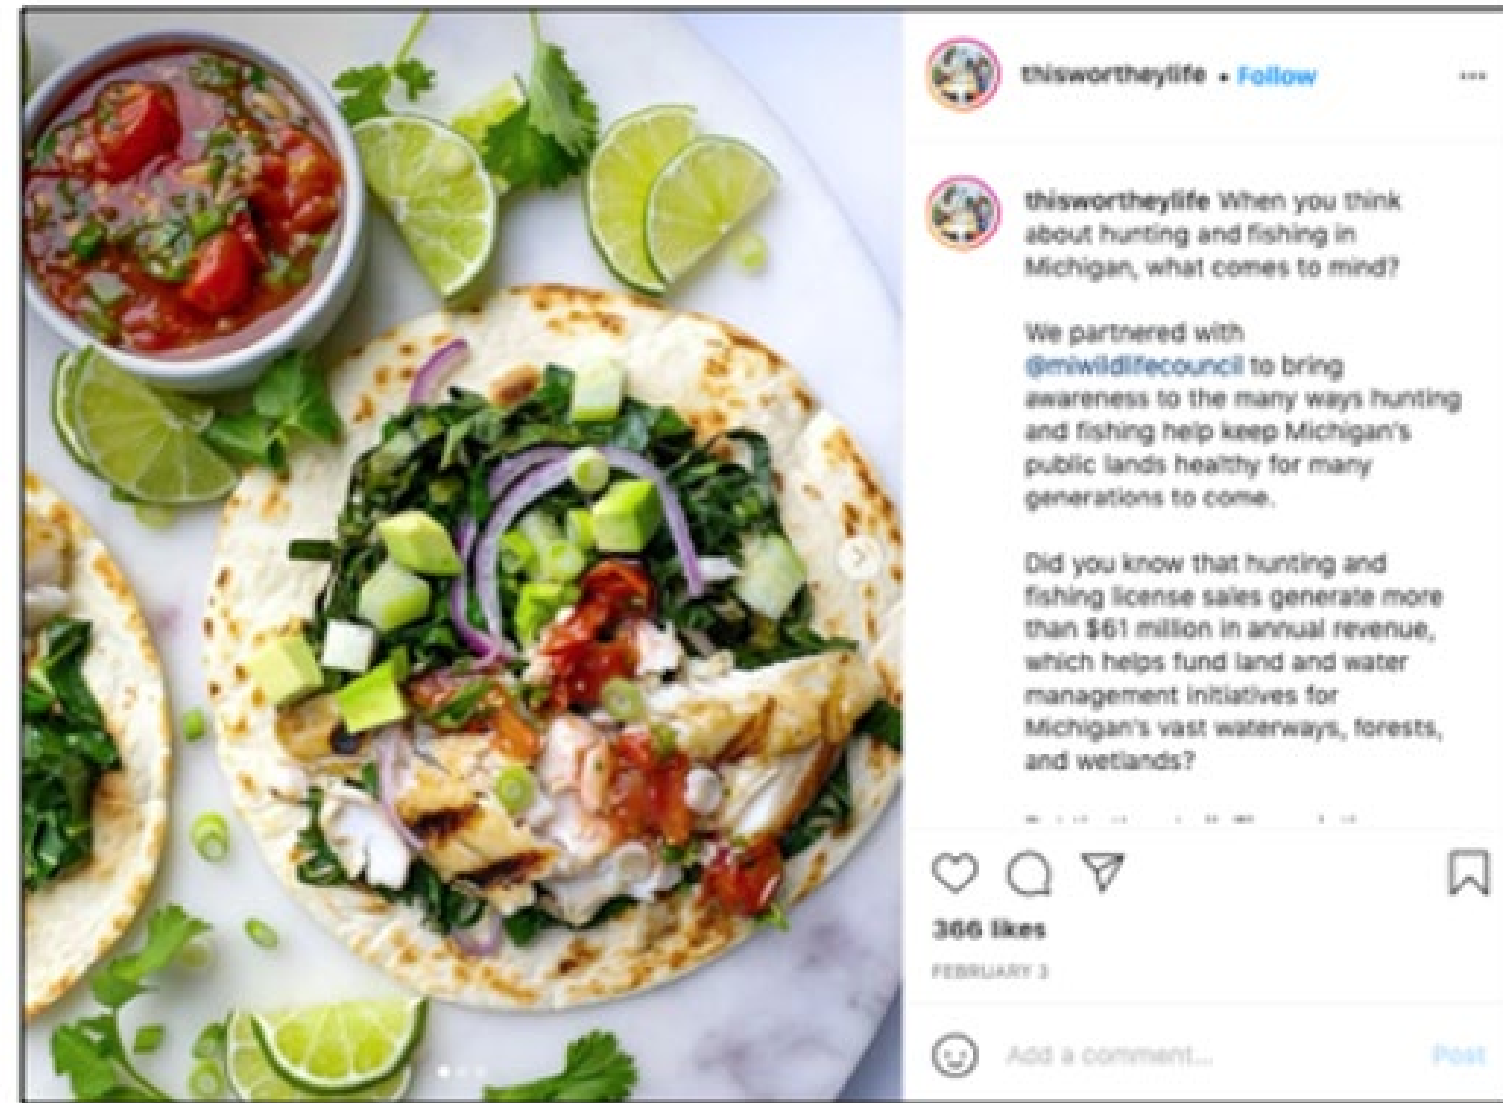 thiswortheylife • Follow
thiswortheylife When you think
about hunting and fishing in
Michigan, what comes to mind?
We partnered with
@miwildlifecouncil to bring
awareness to the many ways hunting
and fishing help keep Michigan's
public lands healthy for many
generations to come.
Did you know that hunting and
fishing license sales generate more
than $61 million in annual revenue,
which helps fund land and water
management initiatives for
Michigan's vast waterways, forests,
and wetlands?
366 likes
FEBRUARY 3
Add a comment...
Post